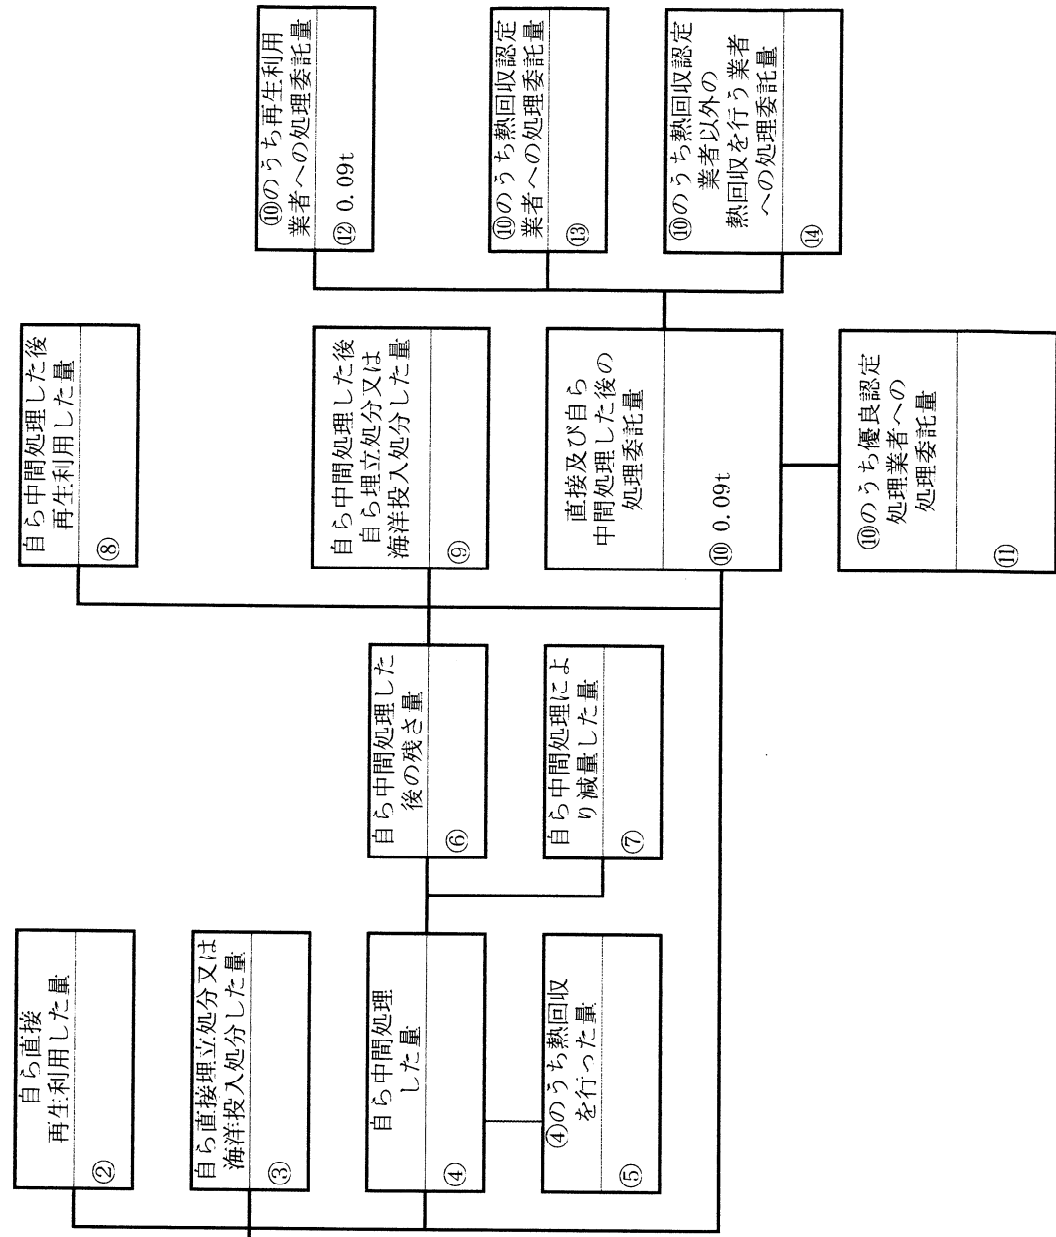 自ら直接
再生利用した量
②
自ら直接埋立処分又は
海洋投入処分した量
③
自ら中間処理
した量
④
④のうち熱回収
を行った量
⑤
自ら中間処理した
後の残さ量
⑥
自ら中間処理によ
り減量した量
⑦
自ら中間処理した後
再生利用した量
⑧
自ら中間処理した後
自ら埋立処分又は
海洋投入処分した量
⑨
直接及び自ら
中間処理した後の
処理委託量
⑩ 0.09t
⑩のうち優良認定
処理業者への
処理委託量
⑪
⑩のうち再生利用
業者への処理委託量
⑫ 0.09t
⑩のうち熱回収認定
業者への処理委託量
⑬
⑩のうち熱回収認定
業者以外の
熱回収を行う業者
への処理委託量
⑭